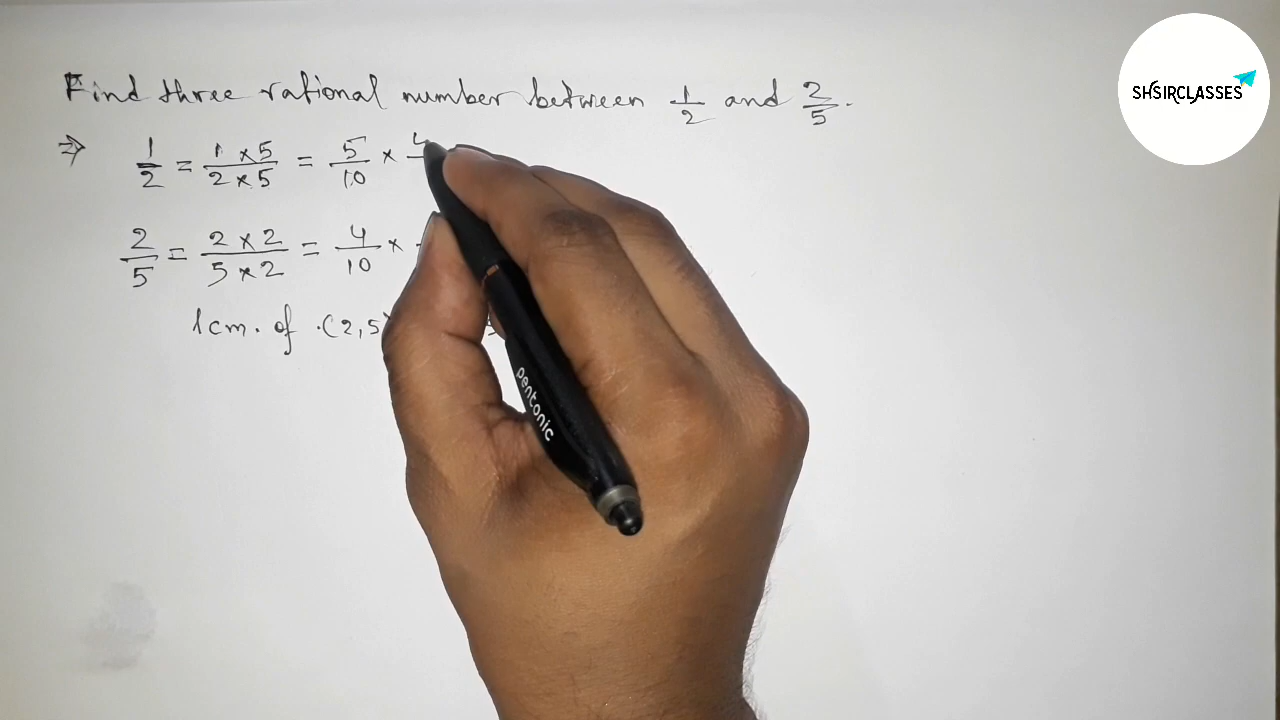 Find three rational number between 1/2 and 2/5.
SHSIRCLASSES
⇒ 1/2 = 1×5/2×5 = 5/10 × 4
2/5 = 2×2/5×2 = 4/10 ×
lcm. of (2,5)
pentonic